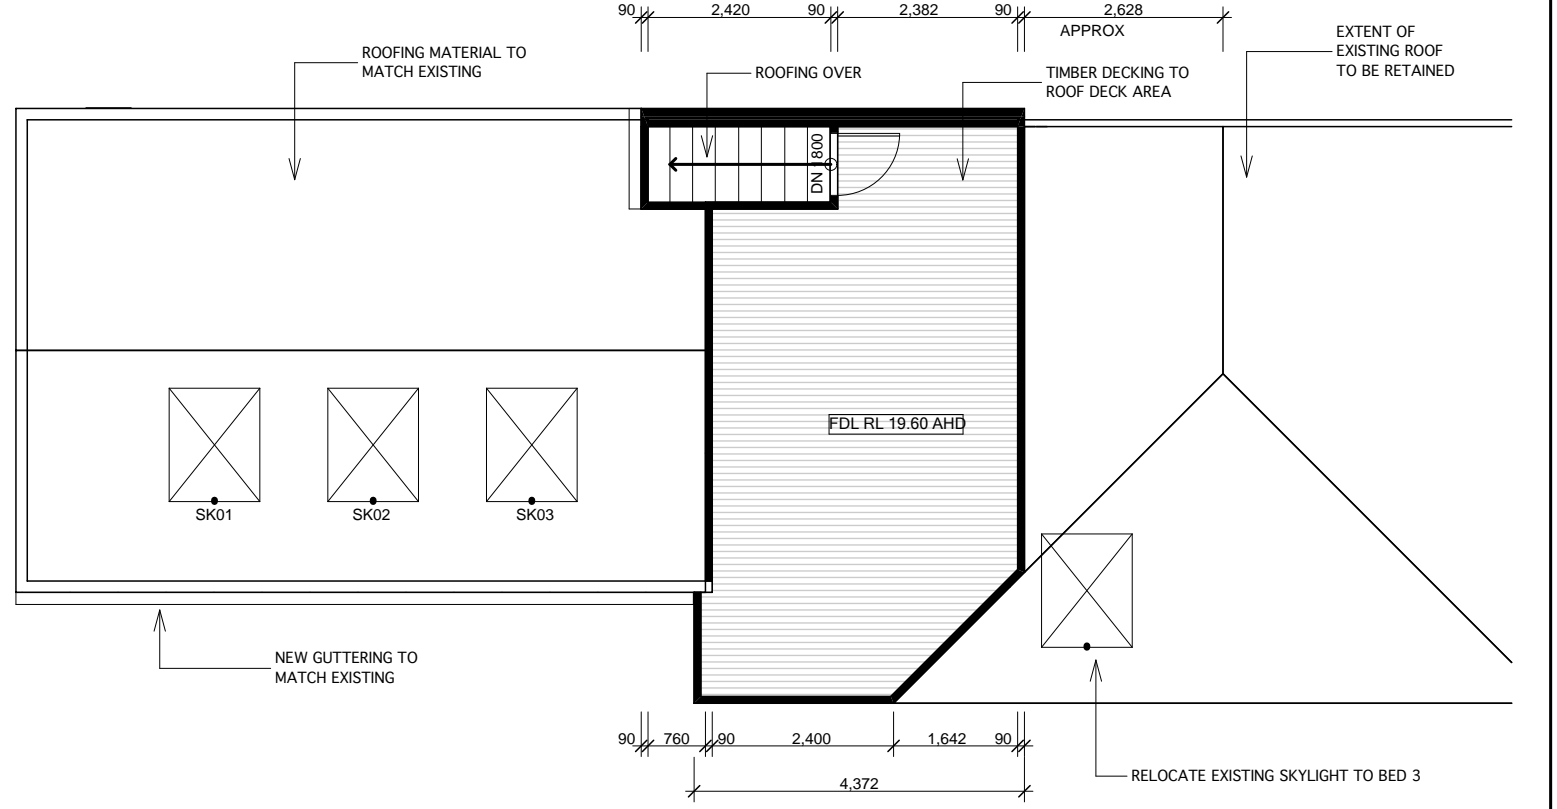 90 2,420 90 2,382 90 2,628
APPROX
ROOFING MATERIAL TO
MATCH EXISTING
ROOFING OVER
TIMBER DECKING TO
ROOF DECK AREA
EXTENT OF
EXISTING ROOF
TO BE RETAINED
DN 1800
FDL RL 19.60 AHD
SK01 SK02 SK03
NEW GUTTERING TO
MATCH EXISTING
90 760 90 2,400 1,642 90
4,372
RELOCATE EXISTING SKYLIGHT TO BED 3